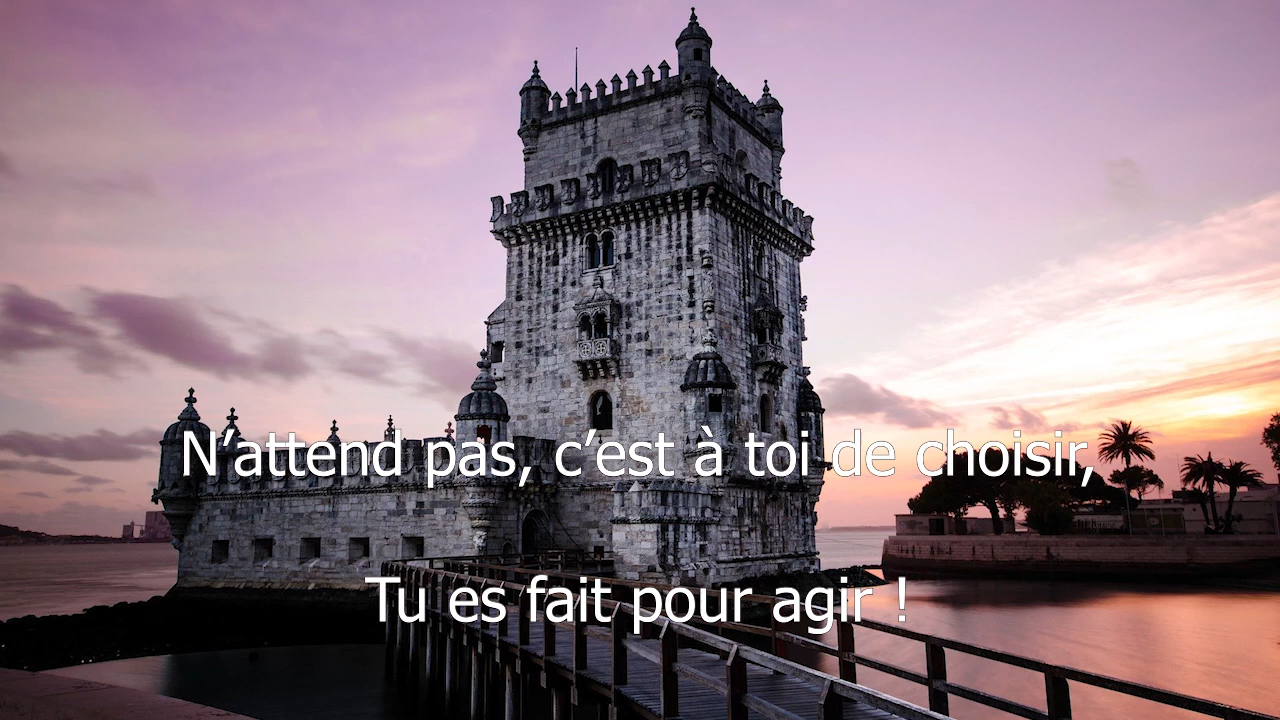 N’attend pas, c’est à toi de choisir,
Tu es fait pour agir !